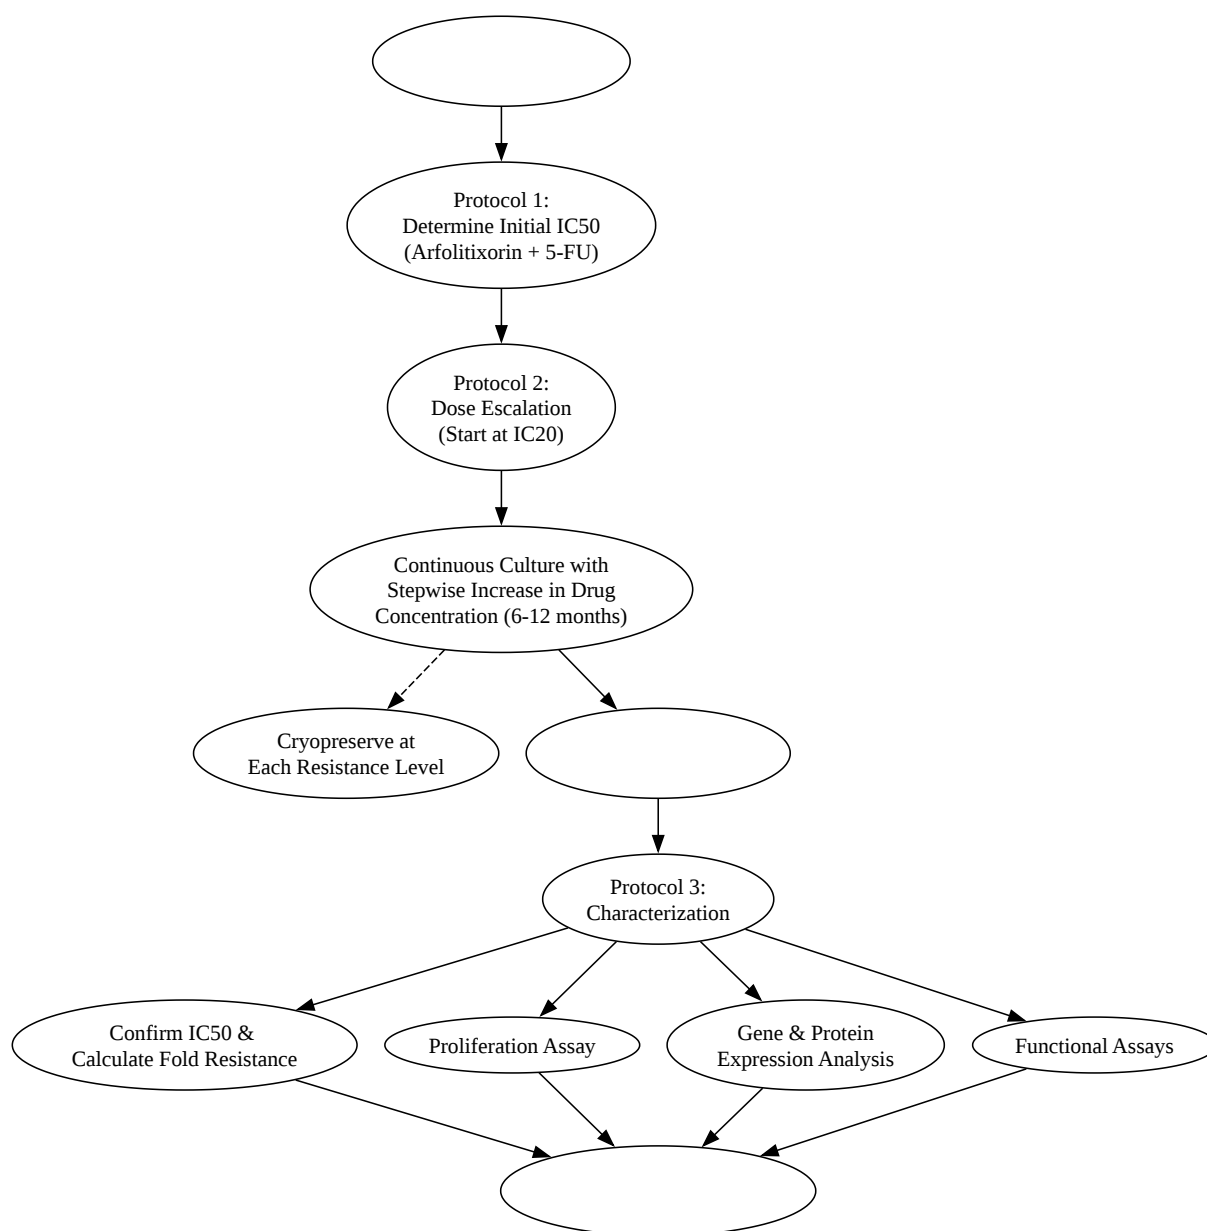 Protocol 1:
Determine Initial IC50
(Arfolitixorin + 5-FU)
Protocol 2:
Dose Escalation
(Start at IC20)
Continuous Culture with
Stepwise Increase in Drug
Concentration (6-12 months)
Cryopreserve at
Each Resistance Level
Protocol 3:
Characterization
Confirm IC50 &
Calculate Fold Resistance
Proliferation Assay
Gene & Protein
Expression Analysis
Functional Assays